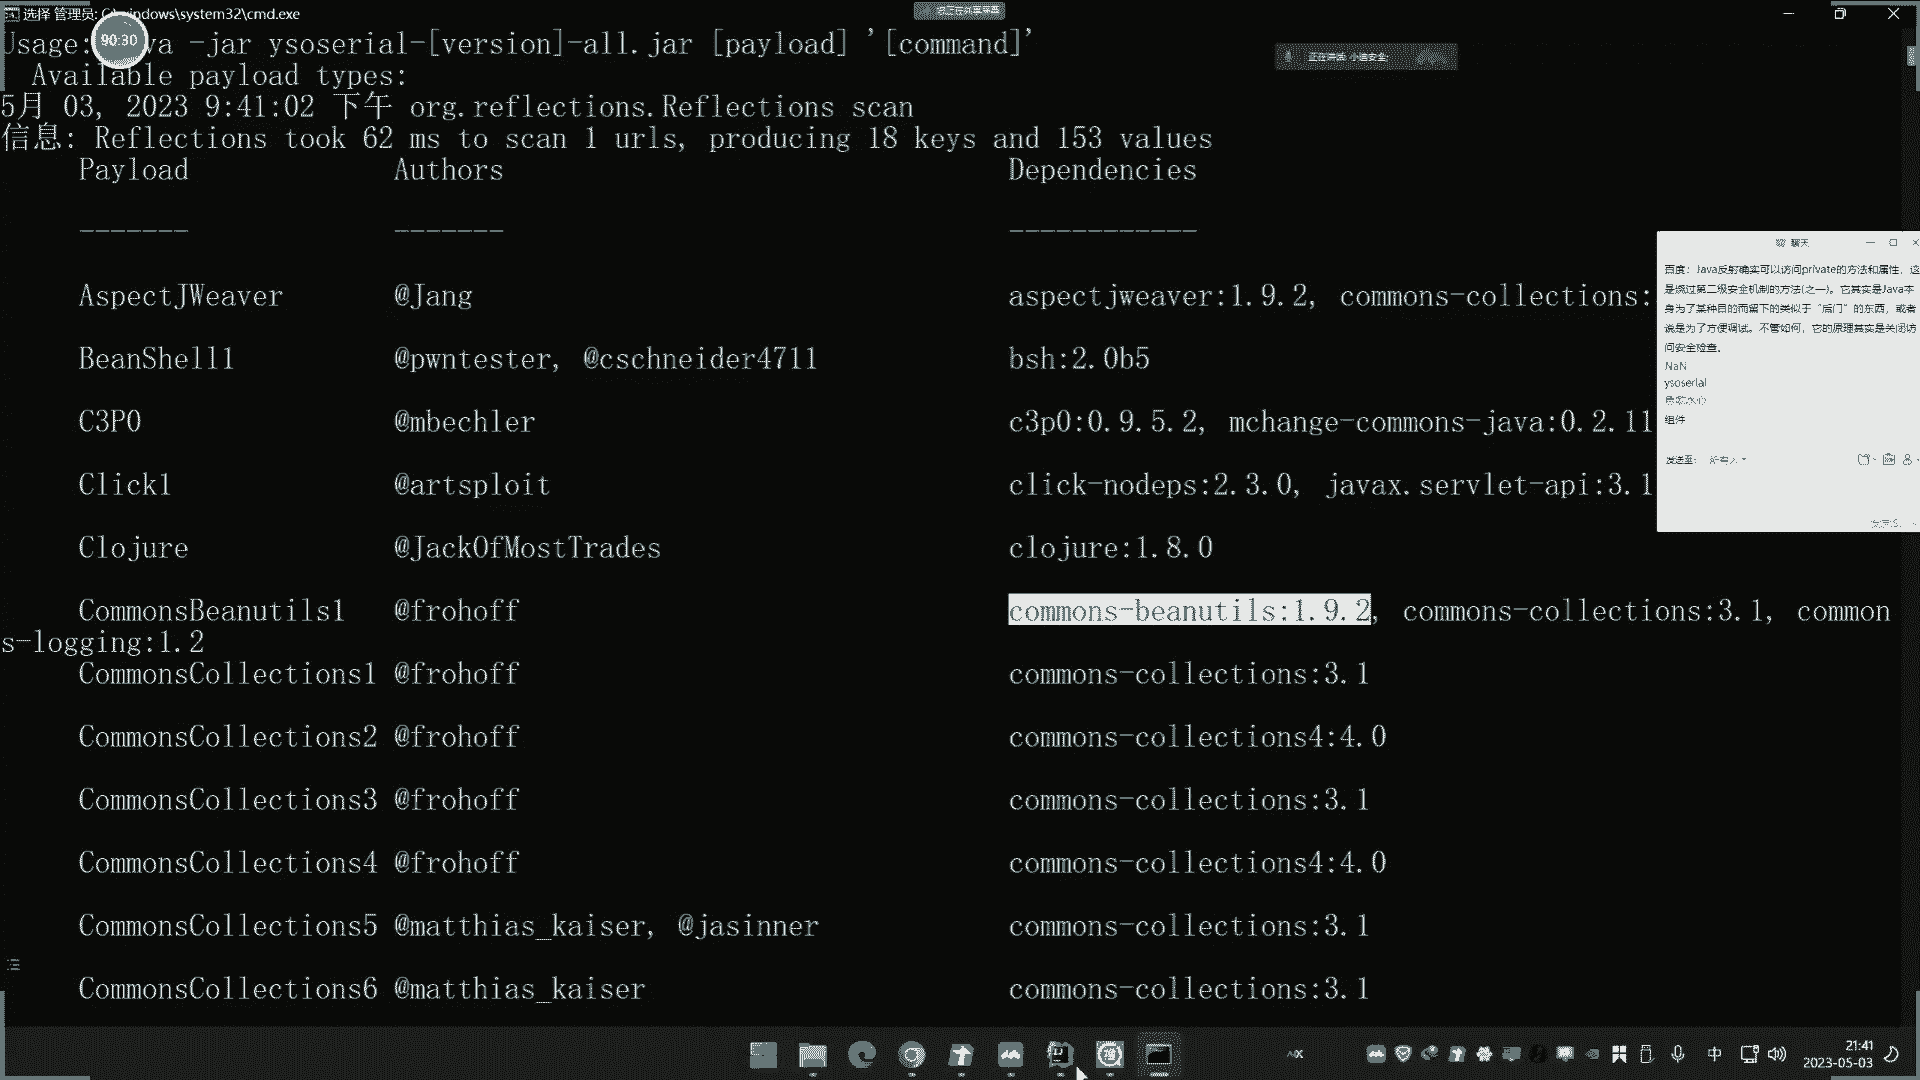 选择 管理员: C:\windows\system32\cmd.exe
90:30
Usage: va -jar ysoserial-[version]-all.jar [payload] '[command]'
正在讲话: 小迪安全;
Available payload types:
5月 03, 2023 9:41:02 下午 org.reflections.Reflections scan
信息: Reflections took 62 ms to scan 1 urls, producing 18 keys and 153 values
Payload Authors Dependencies
------- ------- ------------
AspectJWeaver @Jang aspectjweaver:1.9.2, commons-collections:
BeanShell1 @pwntester, @cschneider4711 bsh:2.0b5
C3P0 @mbechler c3p0:0.9.5.2, mchange-commons-java:0.2.11
Click1 @artsploit click-nodeps:2.3.0, javax.servlet-api:3.1
Clojure @JackOfMostTrades clojure:1.8.0
CommonsBeanutils1 @frohoff commons-beanutils:1.9.2, commons-collections:3.1, common
s-logging:1.2
CommonsCollections1 @frohoff commons-collections:3.1
CommonsCollections2 @frohoff commons-collections4:4.0
CommonsCollections3 @frohoff commons-collections:3.1
CommonsCollections4 @frohoff commons-collections4:4.0
CommonsCollections5 @matthias_kaiser, @jasinner commons-collections:3.1
CommonsCollections6 @matthias_kaiser commons-collections:3.1
聊天
百度: Java反射确实可以访问private的方法和属性, 这
是绕过第二级安全机制的方法(之一)。它其实是Java本
身为了某种目的而留下的类似于“后门”的东西, 或者
说是为了方便调试。不管如何, 它的原理其实是关闭访
问安全检查。
NaN
ysoserial
组件
发送至: 所有人
中
21:41
2023-05-03